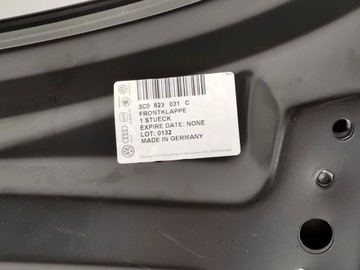 3C0 823 031 C
FRONTKLAPPE
1 STUECK
EXPIRE DATE: NONE
LOT: 0132
MADE IN GERMANY